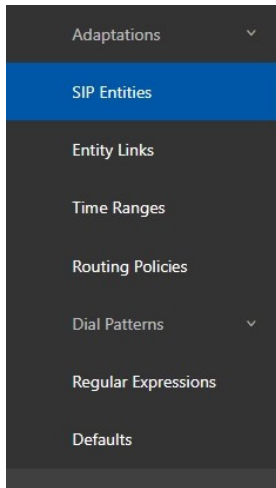 Adaptations
SIP Entities
Entity Links
Time Ranges
Routing Policies
Dial Patterns
Regular Expressions
Defaults